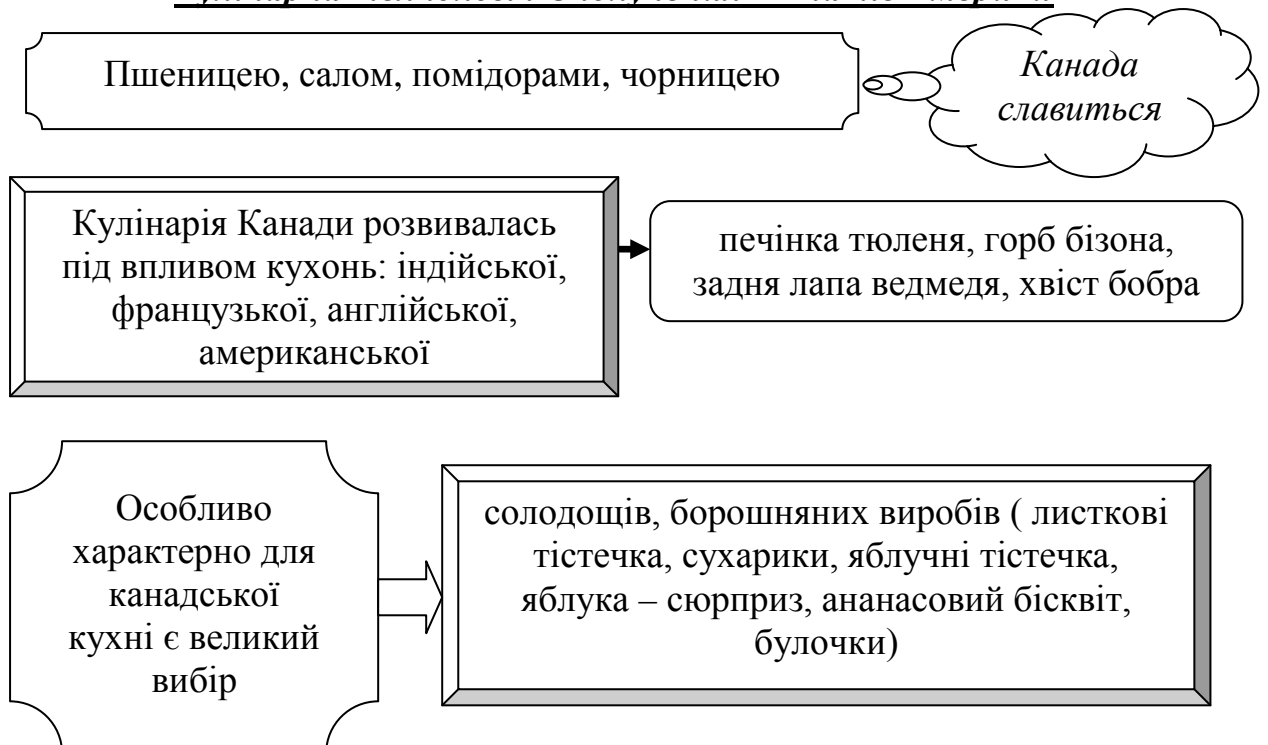 Пшеницею, салом, помідорами, чорницею
Канада
славиться
Кулінарія Канади розвивалась
під впливом кухонь: індійської,
французької, англійської,
американської
печінка тюленя, горб бізона,
задня лапа ведмедя, хвіст бобра
Особливо
характерно для
канадської
кухні є великий
вибір
солодощів, борошняних виробів ( листкові
тістечка, сухарики, яблучні тістечка,
яблука – сюрприз, ананасовий бісквіт,
булочки)